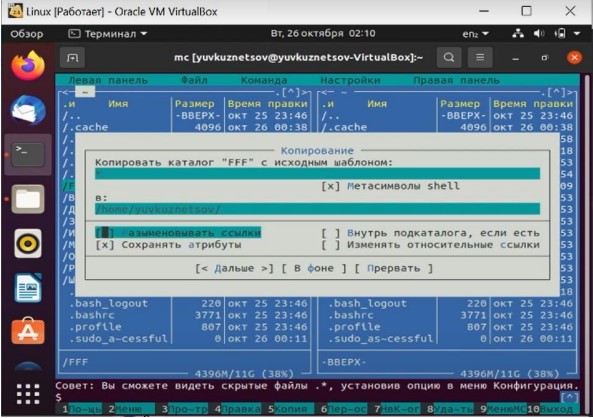 Linux [Работает] - Oracle VM VirtualBox
Обзор Терминал Вт, 26 октября 02:10 en₂
mc [yuvkuznetsov@yuvkuznetsov-VirtualBox]:~
Левая панель Файл Команда Настройки Правая панель
<- ~ .[^]> <- ~ .[^]>
.и Имя Размер Время правки .и Имя Размер Время правки
/.. -ВВЕРХ- окт 25 23:46 /.. -ВВЕРХ- окт 25 23:46
/.cache 4096 окт 26 00:38 /.cache 4096 окт 26 00:38
Копирование
Копировать каталог "FFF" с исходным шаблоном:
*
[x] Метасимволы shell
в:
/home/yuvkuznetsov/
[ ] Разыменовывать ссылки [ ] Внутрь подкаталога, если есть
[x] Сохранять атрибуты [ ] Изменять относительные ссылки
[< Дальше >] [ В фоне ] [ Прервать ]
.bash_logout 220 окт 25 23:46 .bash_logout 220 окт 25 23:46
.bashrc 3771 окт 25 23:46 .bashrc 3771 окт 25 23:46
.profile 807 окт 25 23:46 .profile 807 окт 25 23:46
.sudo_a~cessful 0 окт 26 00:11 .sudo_as~cessful 0 окт 26 00:11
/FFF -ВВЕРХ-
4396M/11G (38%) 4396M/11G (38%)
Совет: Вы сможете видеть скрытые файлы .*, установив опцию в меню Конфигурация.
$ [^]
1По~щь 2Меню 3Про~тр 4Правка 5Копия 6Пер~ос 7НвК~ог 8Уда~ть 9МенюМС 10Выход